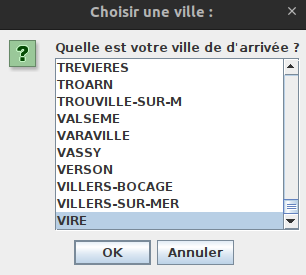 Choisir une ville :
Quelle est votre ville de d'arrivée ?
TREVIERES
TROARN
TROUVILLE-SUR-M
VALSEME
VARAVILLE
VASSY
VERSON
VILLERS-BOCAGE
VILLERS-SUR-MER
VIRE
OK
Annuler